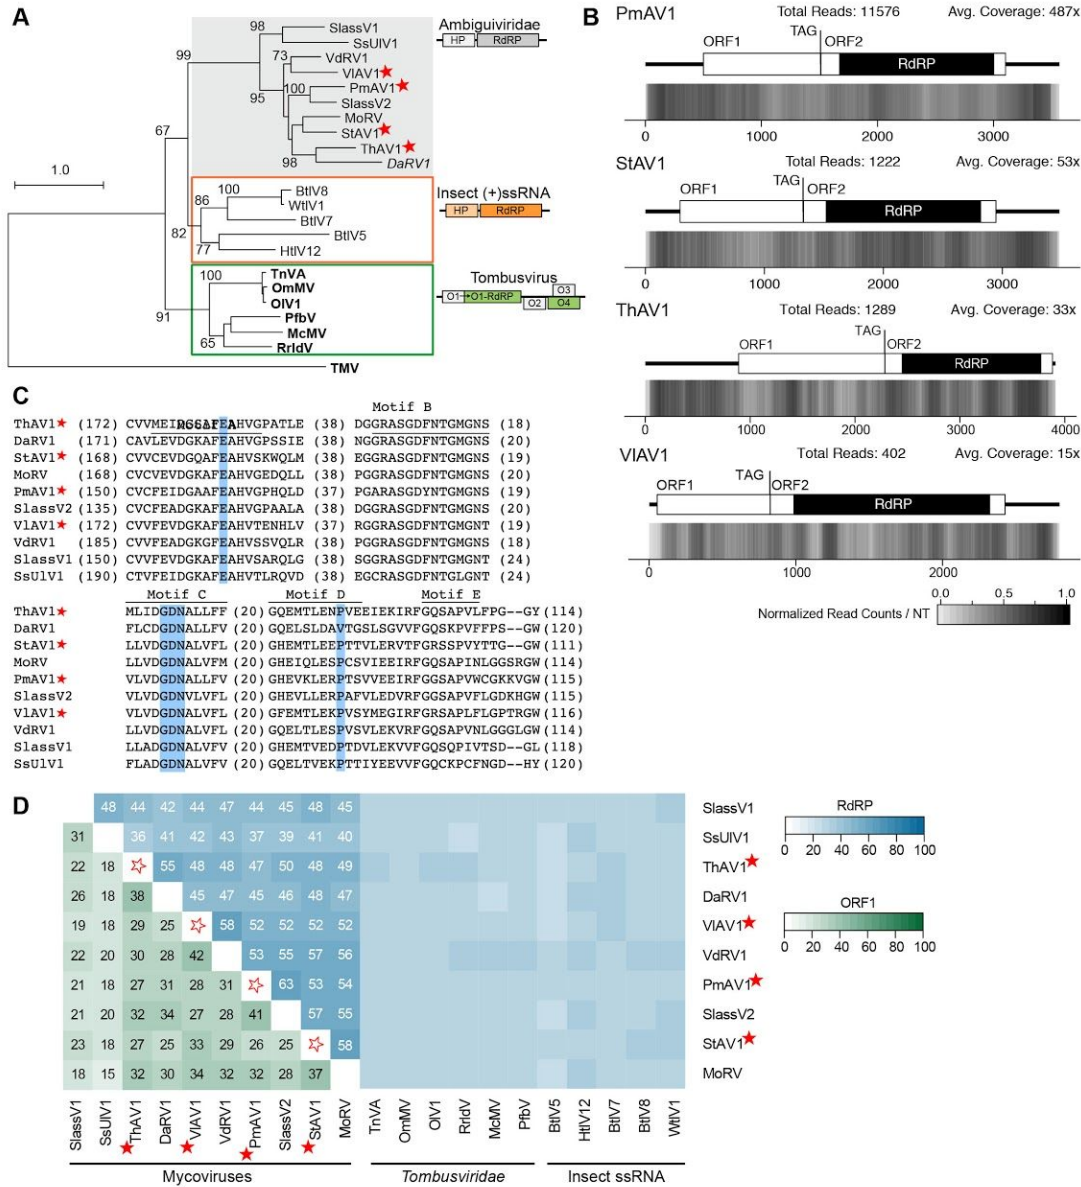 A
Ambiguiviridae
HP RdRP
SlassV1
SsUlV1
VdRV1
VlAV1
PmAV1
SlassV2
MoRV
StAV1
ThAV1
DaRV1
98
99
73
100
95
98
67
1.0
Insect (+)ssRNA
HP RdRP
BtIV8
WtIV1
BtIV7
BtIV5
HtIV12
100
86
82
77
Tombusvirus
O1 O1-RdRP O3
O2 O4
TnVA
OmMV
OlV1
PfbV
McMV
RrldV
100
91
65
TMV
B
PmAV1 Total Reads: 11576 Avg. Coverage: 487x
TAG
ORF1 ORF2
RdRP
0 1000 2000 3000
StAV1 Total Reads: 1222 Avg. Coverage: 53x
TAG
ORF1 ORF2
RdRP
0 1000 2000 3000
ThAV1 Total Reads: 1289 Avg. Coverage: 33x
TAG
ORF1 ORF2
RdRP
0 1000 2000 3000 4000
VlAV1 Total Reads: 402 Avg. Coverage: 15x
TAG
ORF1 ORF2
RdRP
0 1000 2000
0.0 0.5 1.0
Normalized Read Counts / NT
C
Motif B
ThAV1 (172) AHVGPATLE (38) DGGRASGDFNTGMGNS (18)
DaRV1 (171) CAVLEVDGKAFEAHVGPSSIE (38) NGGRASGDFNTGMGNS (20)
StAV1 (168) CVVCEVDGQAFEAHVSKWQLM (38) EGGRASGDFNTGMGNS (19)
MoRV (168) CVCVEVDGKAFEAHVGEDQLL (38) EGGRASGDFNTGMGNS (20)
PmAV1 (150) CVCFEIDGAAFEAHVGPHQLD (37) PGARASGDYNTGMGNS (19)
SlassV2 (135) CVCFEADGKAFEAHVGPAALA (38) DGGRASGDFNTGMGNS (20)
VlAV1 (172) CVVFEVDGKAFEAHVTENHLV (37) RGGRASGDFNTGMGNT (19)
VdRV1 (185) CVVFEADGKGFEAHVSSVQLR (38) PGGRASGDFNTGMGNS (18)
SlassV1 (150) CVVFEVDGKAFEAHVSARQLG (38) SGGRASGDFNTGMGNT (24)
SsUlV1 (190) CTVFEIDGKAFEAHVTLRQVD (38) EGCRASGDFNTGLGNT (24)
Motif C Motif D Motif E
ThAV1 MLIDGDNALLFF (20) GQEMTLENPVEEIEKIRFGQSAPVLFPG--GY (114)
DaRV1 FLCDGDNALLFV (20) GQELSLDAVTGSLSGVVFGQSKPVFFPS-GW (120)
StAV1 LLVDGDNALVFL (20) GHEMTLEEPTTVLERVTFGRSSPVYTTG-GW (111)
MoRV LLVDGDNALVFM (20) GHEIQLESPCSVIEEIRFGQSAPINLGGSRGW (114)
PmAV1 VLVDGDNALVFL (20) GHEVKLERPTSVVEEIRFGQSAPVWCGKKVGW (115)
SlassV2 VLVDGDNVLVFL (20) GHEVLLERPAFVLEDVRFGGSAPVFLGDKHGW (115)
VlAV1 VLVDGDNALVFL (20) GFEMTLEKPVSYMEGIRFGRSAPLFLGPTRGW (116)
VdRV1 LLVDGDNALVFL (20) GQELTLESPVSVLEKVRFGQSAPVNLGGGLGW (114)
SlassV1 LLADGDNALVFV (20) GHEMTVEDPTDVLEKVVFGQSQPIVTSD--GL (118)
SsUlV1 FLADGDNALVFV (20) GQELTVEKPTTIYEEVVFGQCKPCFNGD-HY (120)
D
48 44 42 44 47 44 45 48 45 SlassV1
31 36 41 42 43 37 39 41 40 SsUlV1
22 18 55 48 48 47 50 48 49 ThAV1
26 18 38 45 47 45 46 48 47 DaRV1
19 18 29 25 58 52 52 52 52 VlAV1
22 20 30 28 42 53 55 57 56 VdRV1
21 18 27 31 28 31 63 53 54 PmAV1
21 20 32 34 27 28 41 57 55 SlassV2
23 18 27 25 33 29 26 25 58 StAV1
18 15 32 30 34 32 32 28 37 MoRV
RdRP
0 20 40 60 80 100
ORF1
0 20 40 60 80 100
SlassV1 SsUlV1 ThAV1 DaRV1 VlAV1 VdRV1 PmAV1 SlassV2 StAV1 MoRV TnVA OmMV OlV1 RrldV McMV PfbV BtIV5 HtIV12 BtIV7 BtIV8 WtIV1
Mycoviruses Tombusviridae Insect ssRNA